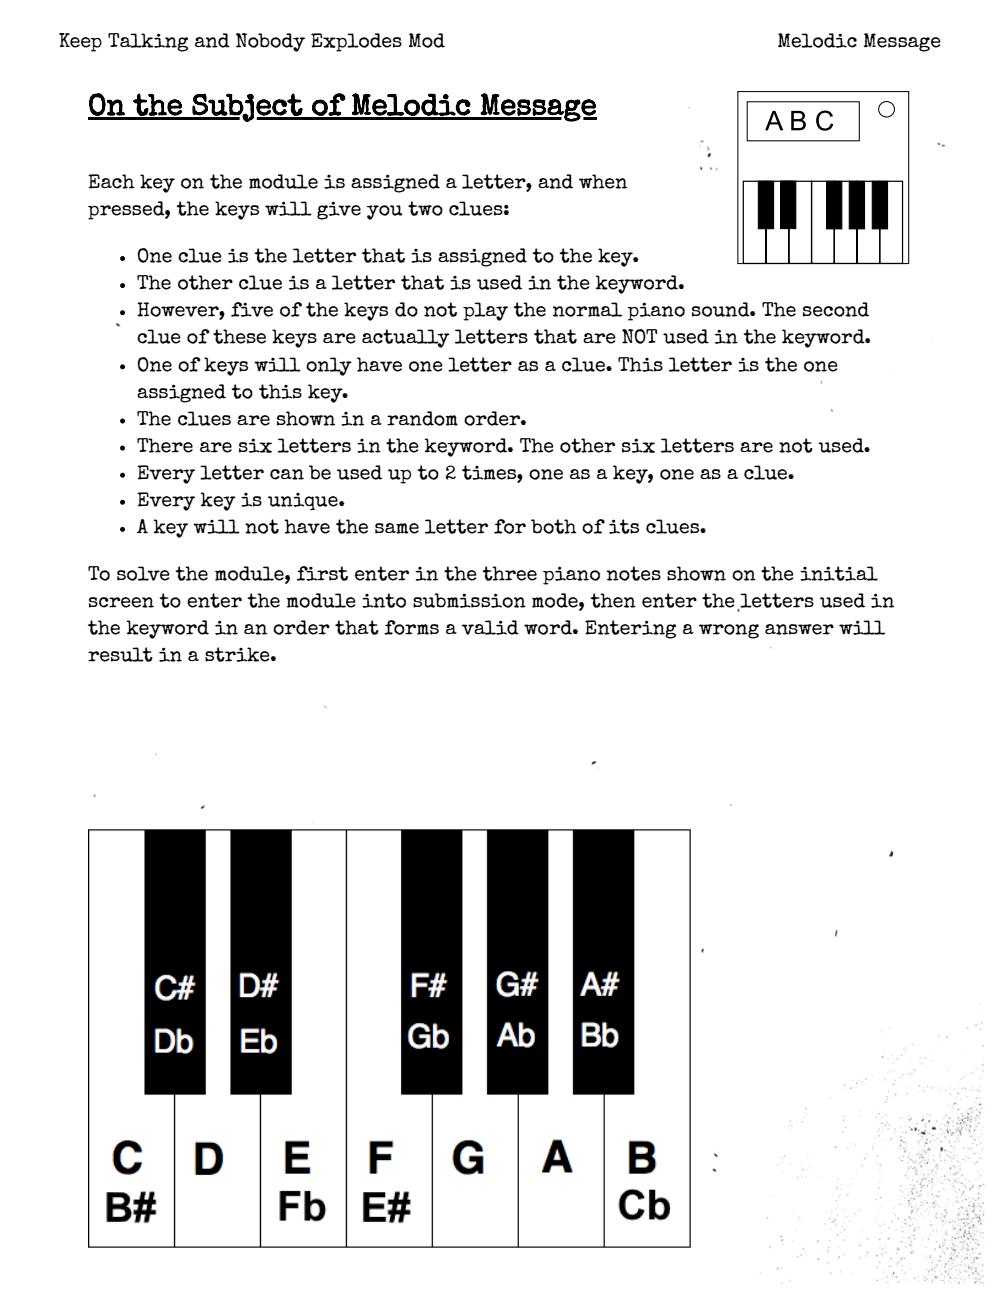 Keep Talking and Nobody Explodes Mod
Melodic Message
On the Subject of Melodic Message
A B C
Each key on the module is assigned a letter, and when
pressed, the keys will give you two clues:
• One clue is the letter that is assigned to the key.
• The other clue is a letter that is used in the keyword.
• However, five of the keys do not play the normal piano sound. The second
clue of these keys are actually letters that are NOT used in the keyword.
• One of keys will only have one letter as a clue. This letter is the one
assigned to this key.
• The clues are shown in a random order.
• There are six letters in the keyword. The other six letters are not used.
• Every letter can be used up to 2 times, one as a key, one as a clue.
• Every key is unique.
• A key will not have the same letter for both of its clues.
To solve the module, first enter in the three piano notes shown on the initial
screen to enter the module into submission mode, then enter the letters used in
the keyword in an order that forms a valid word. Entering a wrong answer will
result in a strike.
C# D# F# G# A#
Db Eb Gb Ab Bb
C D E F G A B
B# Fb E# Cb